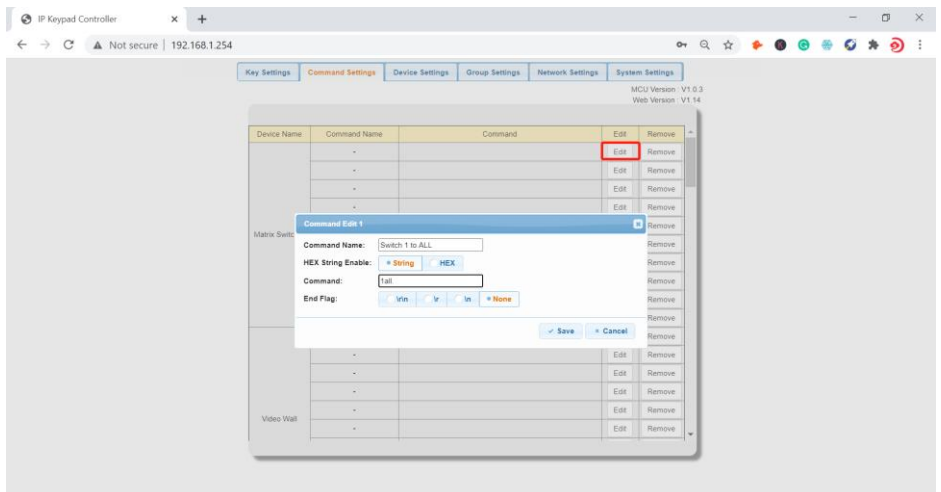 IP Keypad Controller
Not secure | 192.168.1.254
Key Settings Command Settings Device Settings Group Settings Network Settings System Settings
MCU Version : V1.0.3
Web Version : V1.14
Device Name Command Name Command Edit Remove
- Edit Remove
- Edit Remove
- Edit Remove
- Edit Remove
Command Edit 1
Matrix Switc Remove
Command Name: Switch 1 to ALL Remove
HEX String Enable: String HEX Remove
Command: 1all. Remove
End Flag: \r\n \r \n None Remove
Remove
Save Cancel Remove
- Edit Remove
- Edit Remove
- Edit Remove
- Edit Remove
Video Wall
- Edit Remove